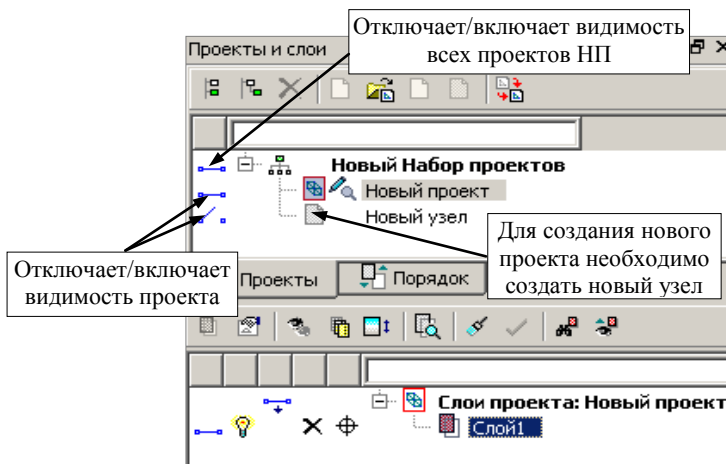 Отключает/включает видимость
всех проектов НП
Проекты и слои
Новый Набор проектов
Новый проект
Новый узел
Для создания нового
проекта необходимо
создать новый узел
Отключает/включает
видимость проекта
Проекты
Порядок
Слои проекта: Новый проект
Слой1